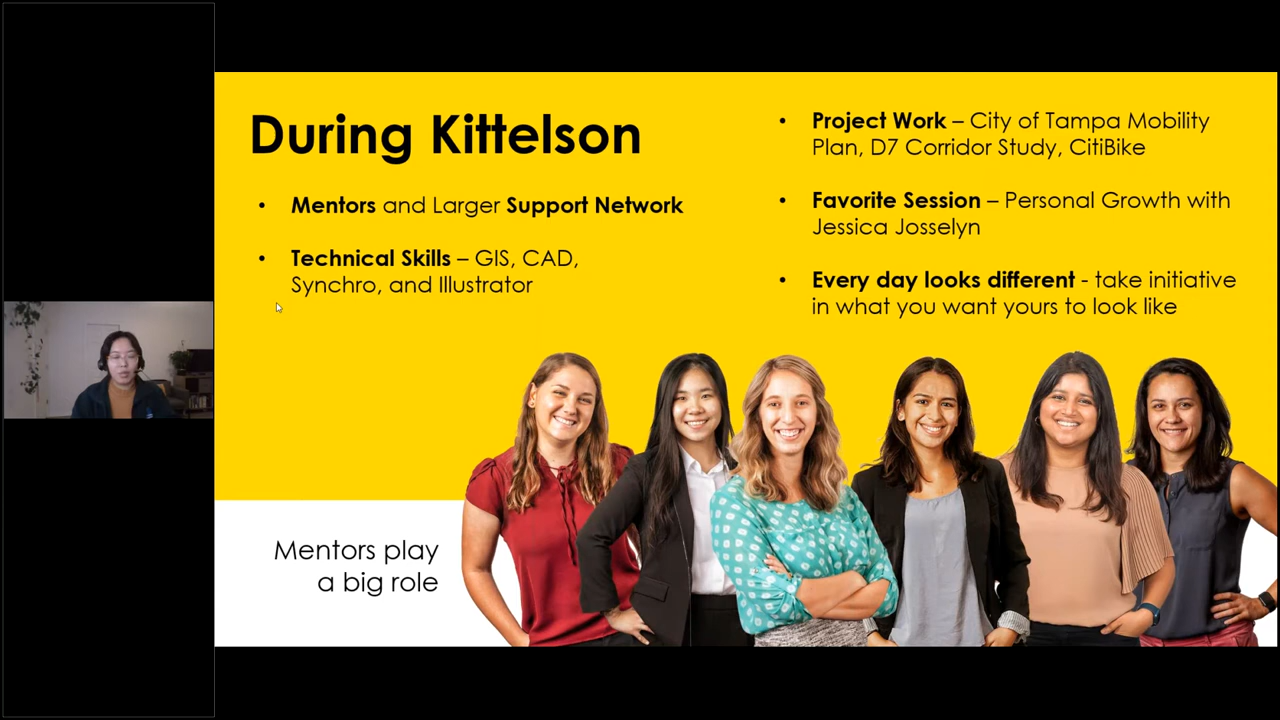 During Kittelson
• Mentors and Larger Support Network
• Technical Skills – GIS, CAD,
Synchro, and Illustrator
• Project Work – City of Tampa Mobility
Plan, D7 Corridor Study, CitiBike
• Favorite Session – Personal Growth with
Jessica Josselyn
• Every day looks different - take initiative
in what you want yours to look like
Mentors play
a big role